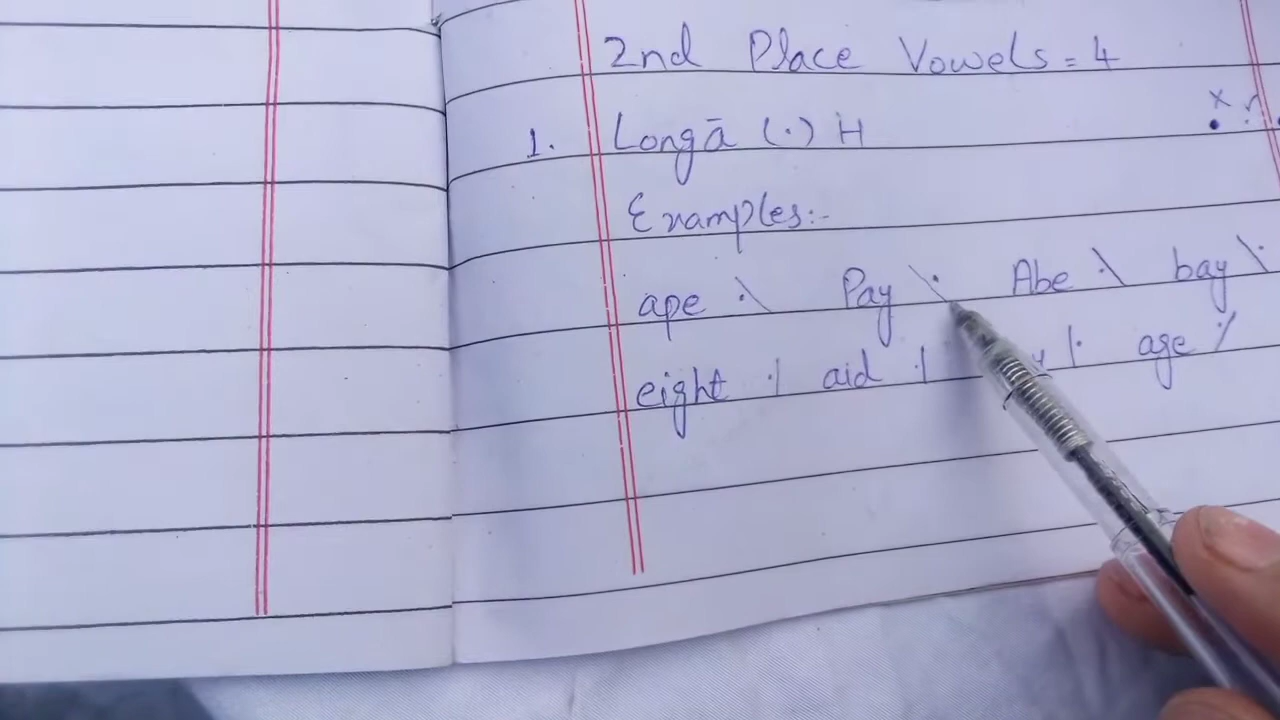 2nd Place Vowels = 4
1. Long ā (.) H
Examples:-
ape .\ Pay \. Abe .\ bay \.
eight .| aid .| |. age ./